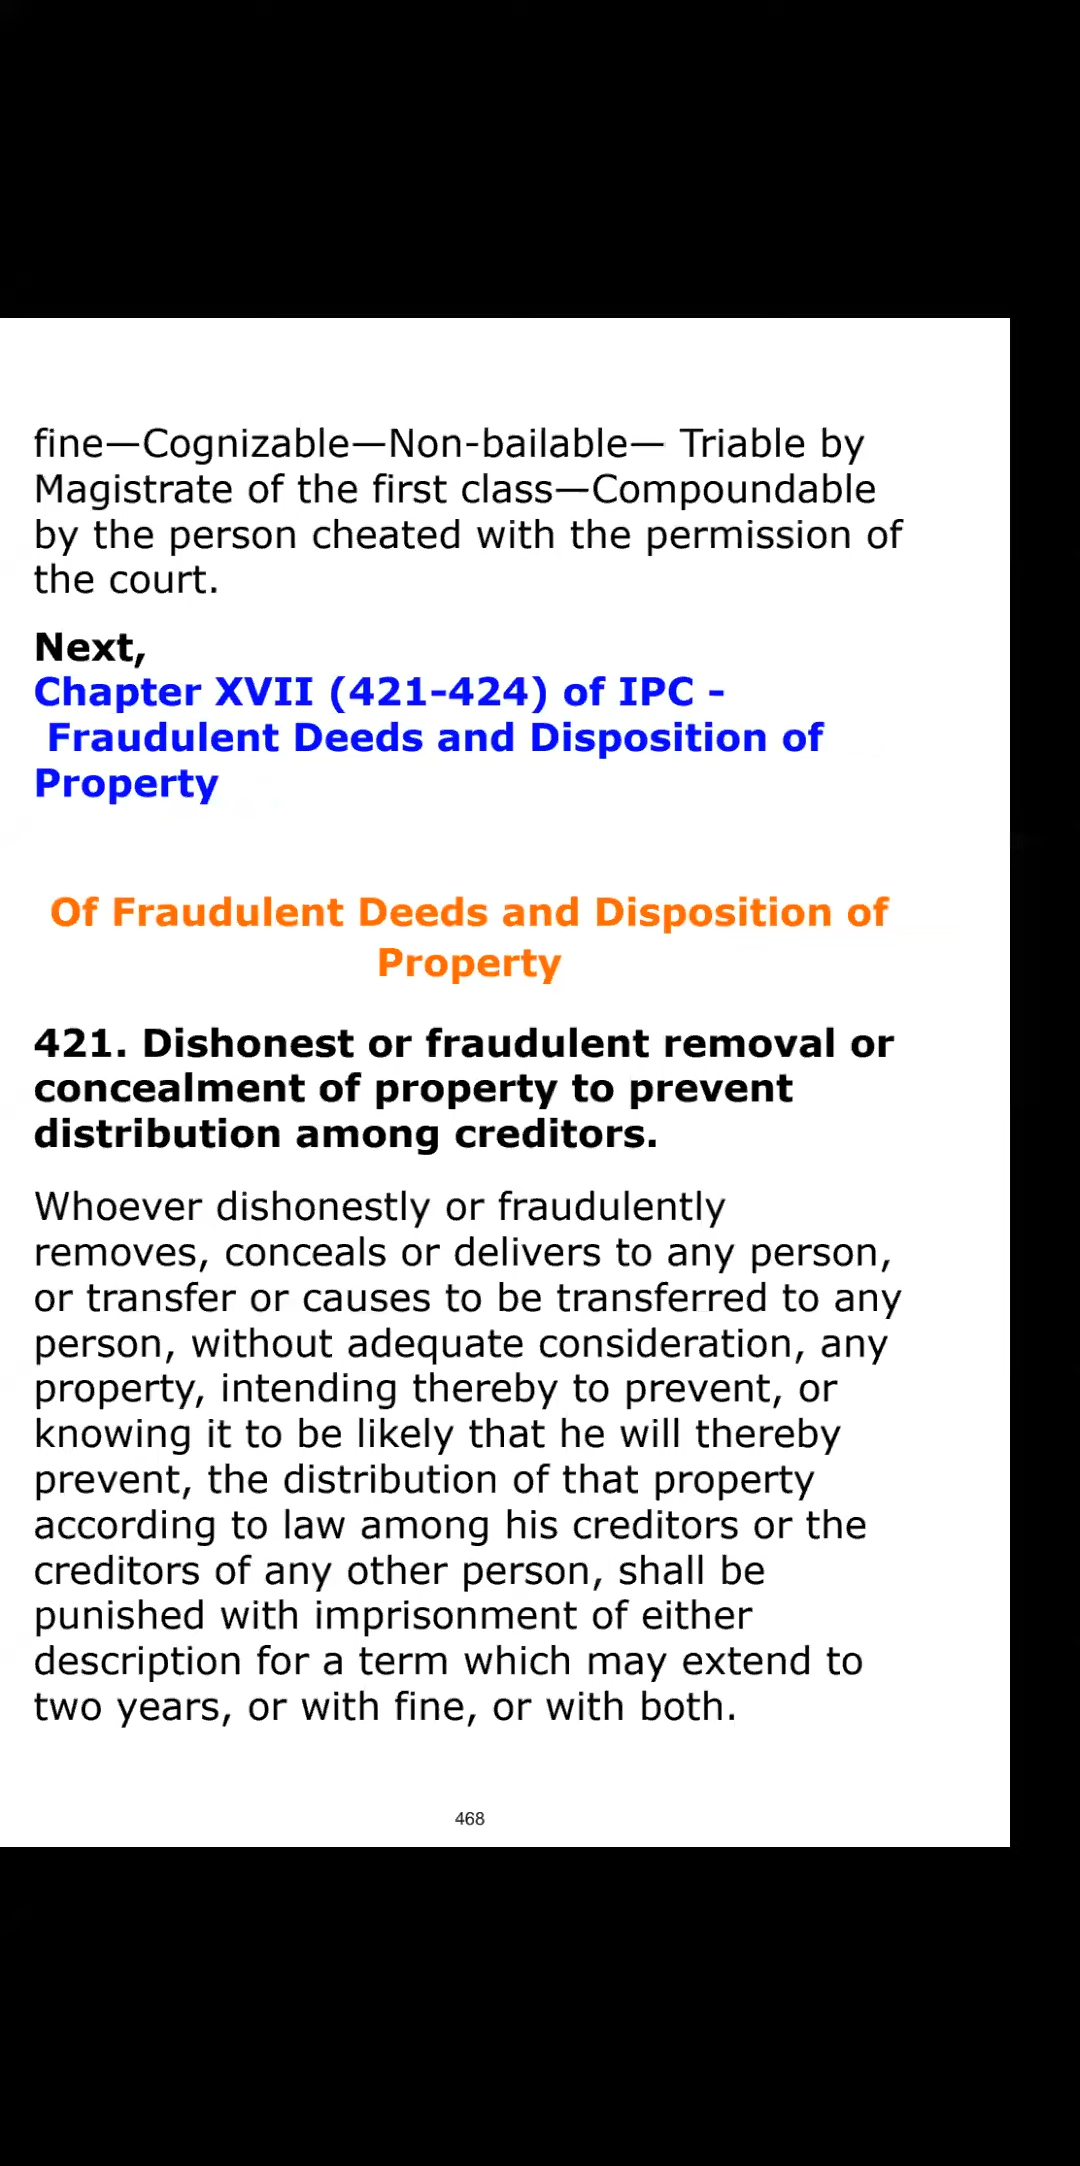 fine—Cognizable—Non-bailable— Triable by
Magistrate of the first class—Compoundable
by the person cheated with the permission of
the court.
Next,
Chapter XVII (421-424) of IPC -
Fraudulent Deeds and Disposition of
Property
Of Fraudulent Deeds and Disposition of
Property
421. Dishonest or fraudulent removal or
concealment of property to prevent
distribution among creditors.
Whoever dishonestly or fraudulently
removes, conceals or delivers to any person,
or transfer or causes to be transferred to any
person, without adequate consideration, any
property, intending thereby to prevent, or
knowing it to be likely that he will thereby
prevent, the distribution of that property
according to law among his creditors or the
creditors of any other person, shall be
punished with imprisonment of either
description for a term which may extend to
two years, or with fine, or with both.
468